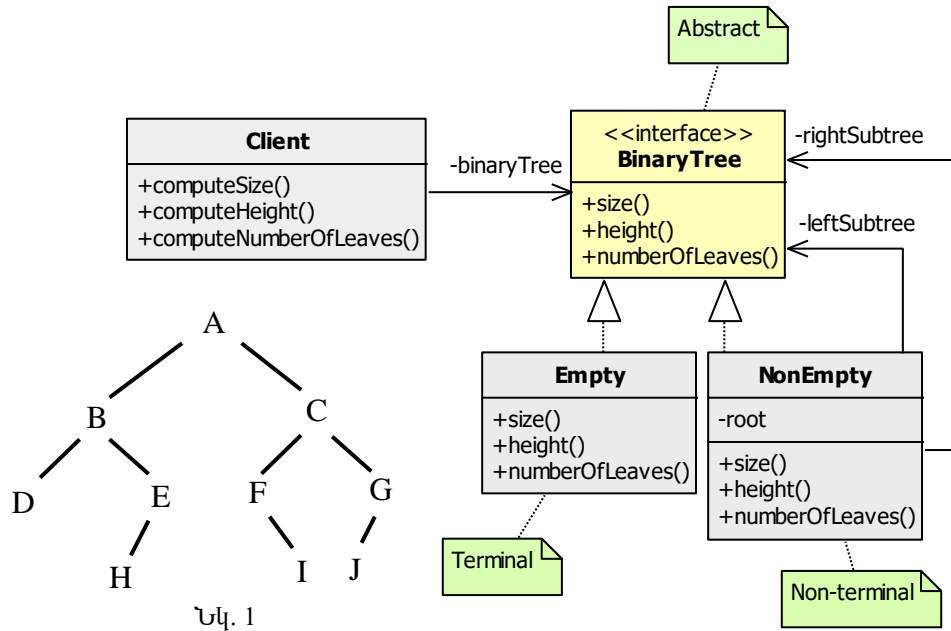 Abstract
Client
+computeSize()
+computeHeight()
+computeNumberOfLeaves()
-binaryTree
<<interface>>
BinaryTree
+size()
+height()
+numberOfLeaves()
-rightSubtree
-leftSubtree
Empty
+size()
+height()
+numberOfLeaves()
NonEmpty
-root
+size()
+height()
+numberOfLeaves()
Terminal
Non-terminal
A
B C
D E F G
H I J
Նկ. 1